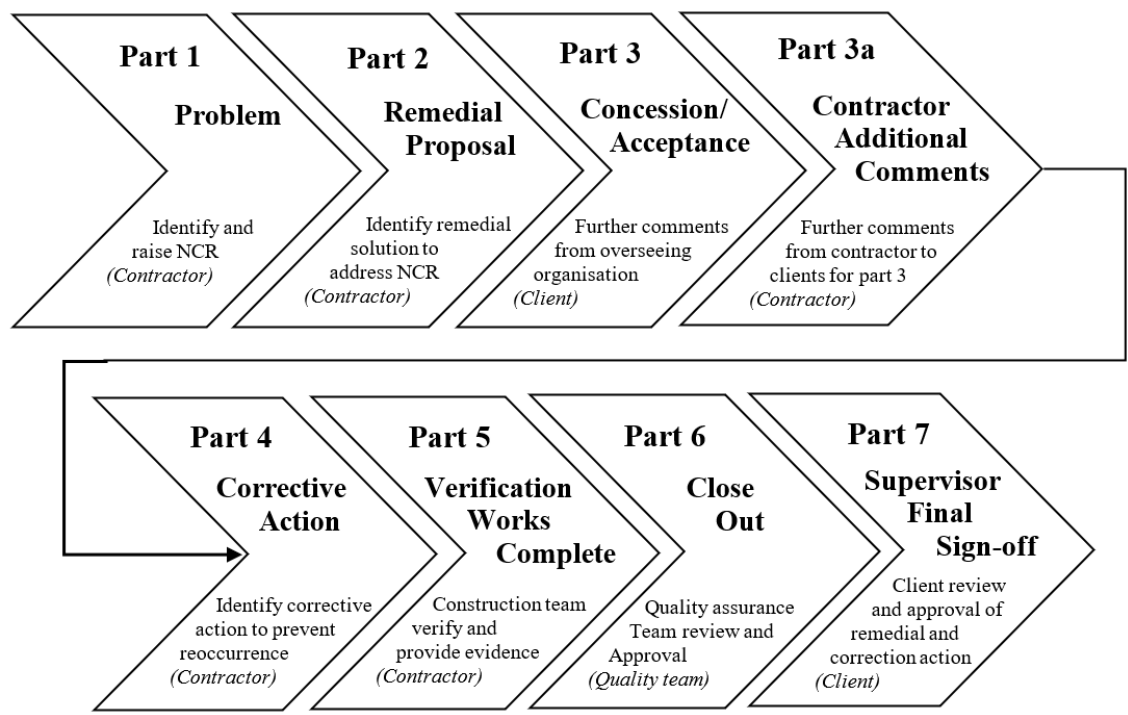 Part 1
Problem
Identify and
raise NCR
(Contractor)
Part 2
Remedial
Proposal
Identify remedial
solution to
address NCR
(Contractor)
Part 3
Concession/
Acceptance
Further comments
from overseeing
organisation
(Client)
Part 3a
Contractor
Additional
Comments
Further comments
from contractor to
clients for part 3
(Contractor)
Part 4
Corrective
Action
Identify corrective
action to prevent
reoccurrence
(Contractor)
Part 5
Verification
Works
Complete
Construction team
verify and
provide evidence
(Contractor)
Part 6
Close
Out
Quality assurance
Team review and
Approval
(Quality team)
Part 7
Supervisor
Final
Sign-off
Client review
and approval of
remedial and
correction action
(Client)